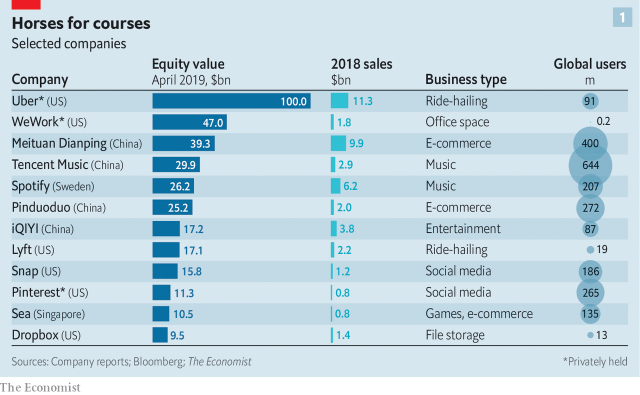 Horses for courses
1
Selected companies
Equity value 2018 sales Global users
Company April 2019, $bn $bn Business type m
Uber* (US) 100.0 11.3 Ride-hailing 91
WeWork* (US) 47.0 1.8 Office space 0.2
Meituan Dianping (China) 39.3 9.9 E-commerce 400
Tencent Music (China) 29.9 2.9 Music 644
Spotify (Sweden) 26.2 6.2 Music 207
Pinduoduo (China) 25.2 2.0 E-commerce 272
iQIYI (China) 17.2 3.8 Entertainment 87
Lyft (US) 17.1 2.2 Ride-hailing 19
Snap (US) 15.8 1.2 Social media 186
Pinterest* (US) 11.3 0.8 Social media 265
Sea (Singapore) 10.5 0.8 Games, e-commerce 135
Dropbox (US) 9.5 1.4 File storage 13
Sources: Company reports; Bloomberg; The Economist *Privately held
The Economist